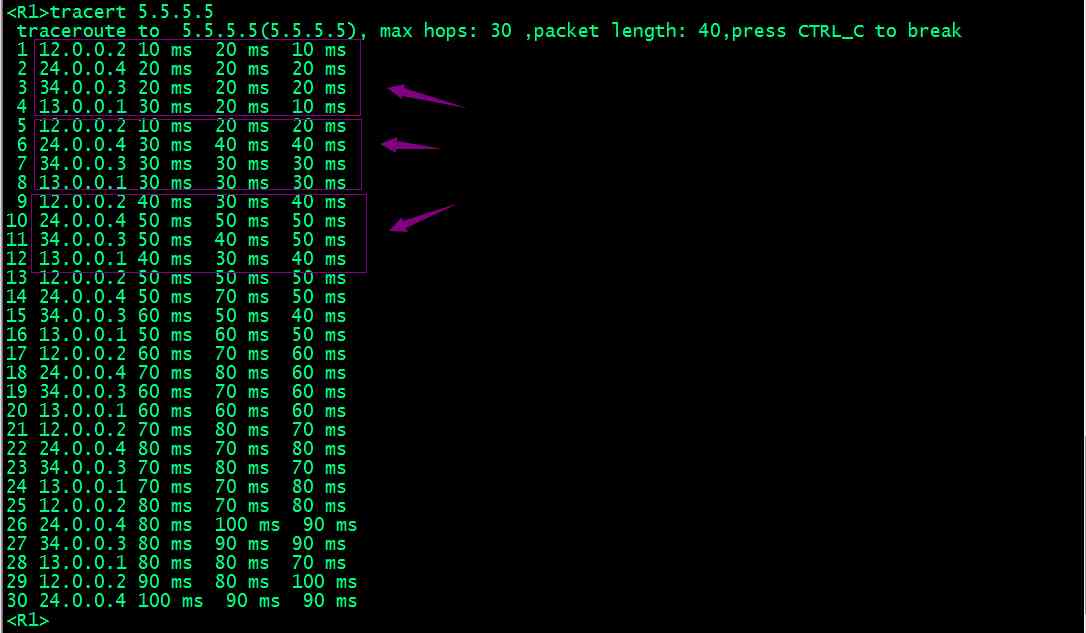 <R1>tracert 5.5.5.5
traceroute to  5.5.5.5(5.5.5.5), max hops: 30 ,packet length: 40,press CTRL_C to break
1 12.0.0.2 10 ms  20 ms  10 ms
2 24.0.0.4 20 ms  20 ms  20 ms
3 34.0.0.3 20 ms  20 ms  20 ms
4 13.0.0.1 30 ms  20 ms  10 ms
5 12.0.0.2 10 ms  20 ms  20 ms
6 24.0.0.4 30 ms  40 ms  40 ms
7 34.0.0.3 30 ms  30 ms  30 ms
8 13.0.0.1 30 ms  30 ms  30 ms
9 12.0.0.2 40 ms  30 ms  40 ms
10 24.0.0.4 50 ms  50 ms  50 ms
11 34.0.0.3 50 ms  40 ms  50 ms
12 13.0.0.1 40 ms  30 ms  40 ms
13 12.0.0.2 50 ms  50 ms  50 ms
14 24.0.0.4 50 ms  70 ms  50 ms
15 34.0.0.3 60 ms  50 ms  40 ms
16 13.0.0.1 50 ms  60 ms  50 ms
17 12.0.0.2 60 ms  70 ms  60 ms
18 24.0.0.4 70 ms  80 ms  60 ms
19 34.0.0.3 60 ms  70 ms  60 ms
20 13.0.0.1 60 ms  60 ms  60 ms
21 12.0.0.2 70 ms  80 ms  70 ms
22 24.0.0.4 80 ms  70 ms  80 ms
23 34.0.0.3 70 ms  80 ms  70 ms
24 13.0.0.1 70 ms  70 ms  80 ms
25 12.0.0.2 80 ms  70 ms  80 ms
26 24.0.0.4 80 ms  100 ms  90 ms
27 34.0.0.3 80 ms  90 ms  90 ms
28 13.0.0.1 80 ms  80 ms  70 ms
29 12.0.0.2 90 ms  80 ms  100 ms
30 24.0.0.4 100 ms  90 ms  90 ms
<R1>